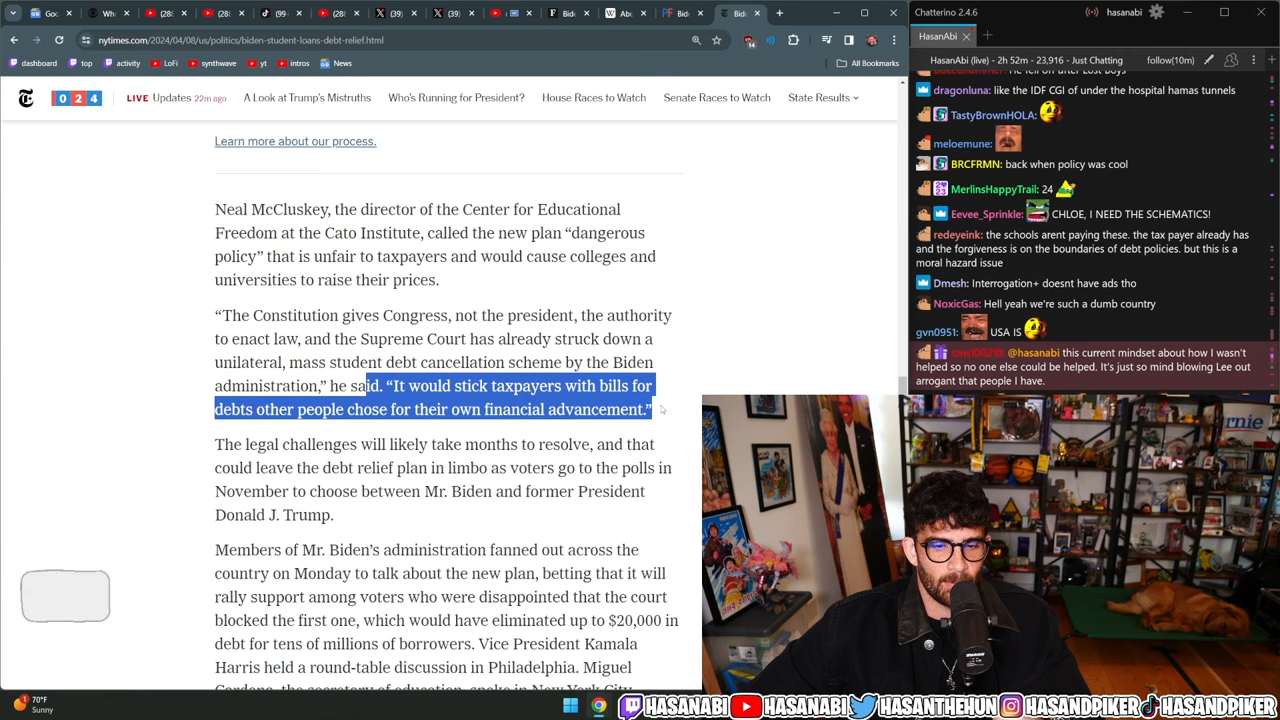 Goo
Wh
(28
(28
(99
(28
(39)
(39)
Bide
Abo
Bid
Bid
nytimes.com/2024/04/08/us/politics/biden-student-loans-debt-relief.html
dashboard
top
activity
LoFi
synthwave
yt
intros
News
All Bookmarks
024
LIVE Updates 22m ago
A Look at Trump's Mistruths
Who's Running for President?
House Races to Watch
Senate Races to Watch
State Results
Learn more about our process.
Neal McCluskey, the director of the Center for Educational
Freedom at the Cato Institute, called the new plan “dangerous
policy” that is unfair to taxpayers and would cause colleges and
universities to raise their prices.
“The Constitution gives Congress, not the president, the authority
to enact law, and the Supreme Court has already struck down a
unilateral, mass student debt cancellation scheme by the Biden
administration,” he said. “It would stick taxpayers with bills for
debts other people chose for their own financial advancement.”
The legal challenges will likely take months to resolve, and that
could leave the debt relief plan in limbo as voters go to the polls in
November to choose between Mr. Biden and former President
Donald J. Trump.
Members of Mr. Biden’s administration fanned out across the
country on Monday to talk about the new plan, betting that it will
rally support among voters who were disappointed that the court
blocked the first one, which would have eliminated up to $20,000 in
debt for tens of millions of borrowers. Vice President Kamala
Harris held a round-table discussion in Philadelphia. Miguel
Chatterino 2.4.6
hasanabi
HasanAbi
HasanAbi (live) - 2h 52m - 23,916 - Just Chatting
follow(10m)
dragonluna: like the IDF CGI of under the hospital hamas tunnels
TastyBrownHOLA:
meloemune:
BRCFRMN: back when policy was cool
MerlinsHappyTrail: 24
Eevee_Sprinkle: CHLOE, I NEED THE SCHEMATICS!
redeyeink: the schools arent paying these. the tax payer already has
and the forgiveness is on the boundaries of debt policies. but this is a
moral hazard issue
Dmesh: Interrogation+ doesnt have ads tho
NoxicGas: Hell yeah we're such a dumb country
gvn0951: USA IS
@hasanabi this current mindset about how I wasn't
helped so no one else could be helped. It's just so mind blowing Lee out
arrogant that people I have.
70°F
Sunny
HASANABI
HASANABI
HASANTHEHUN
HASANDPIKER
HASANDPIKER